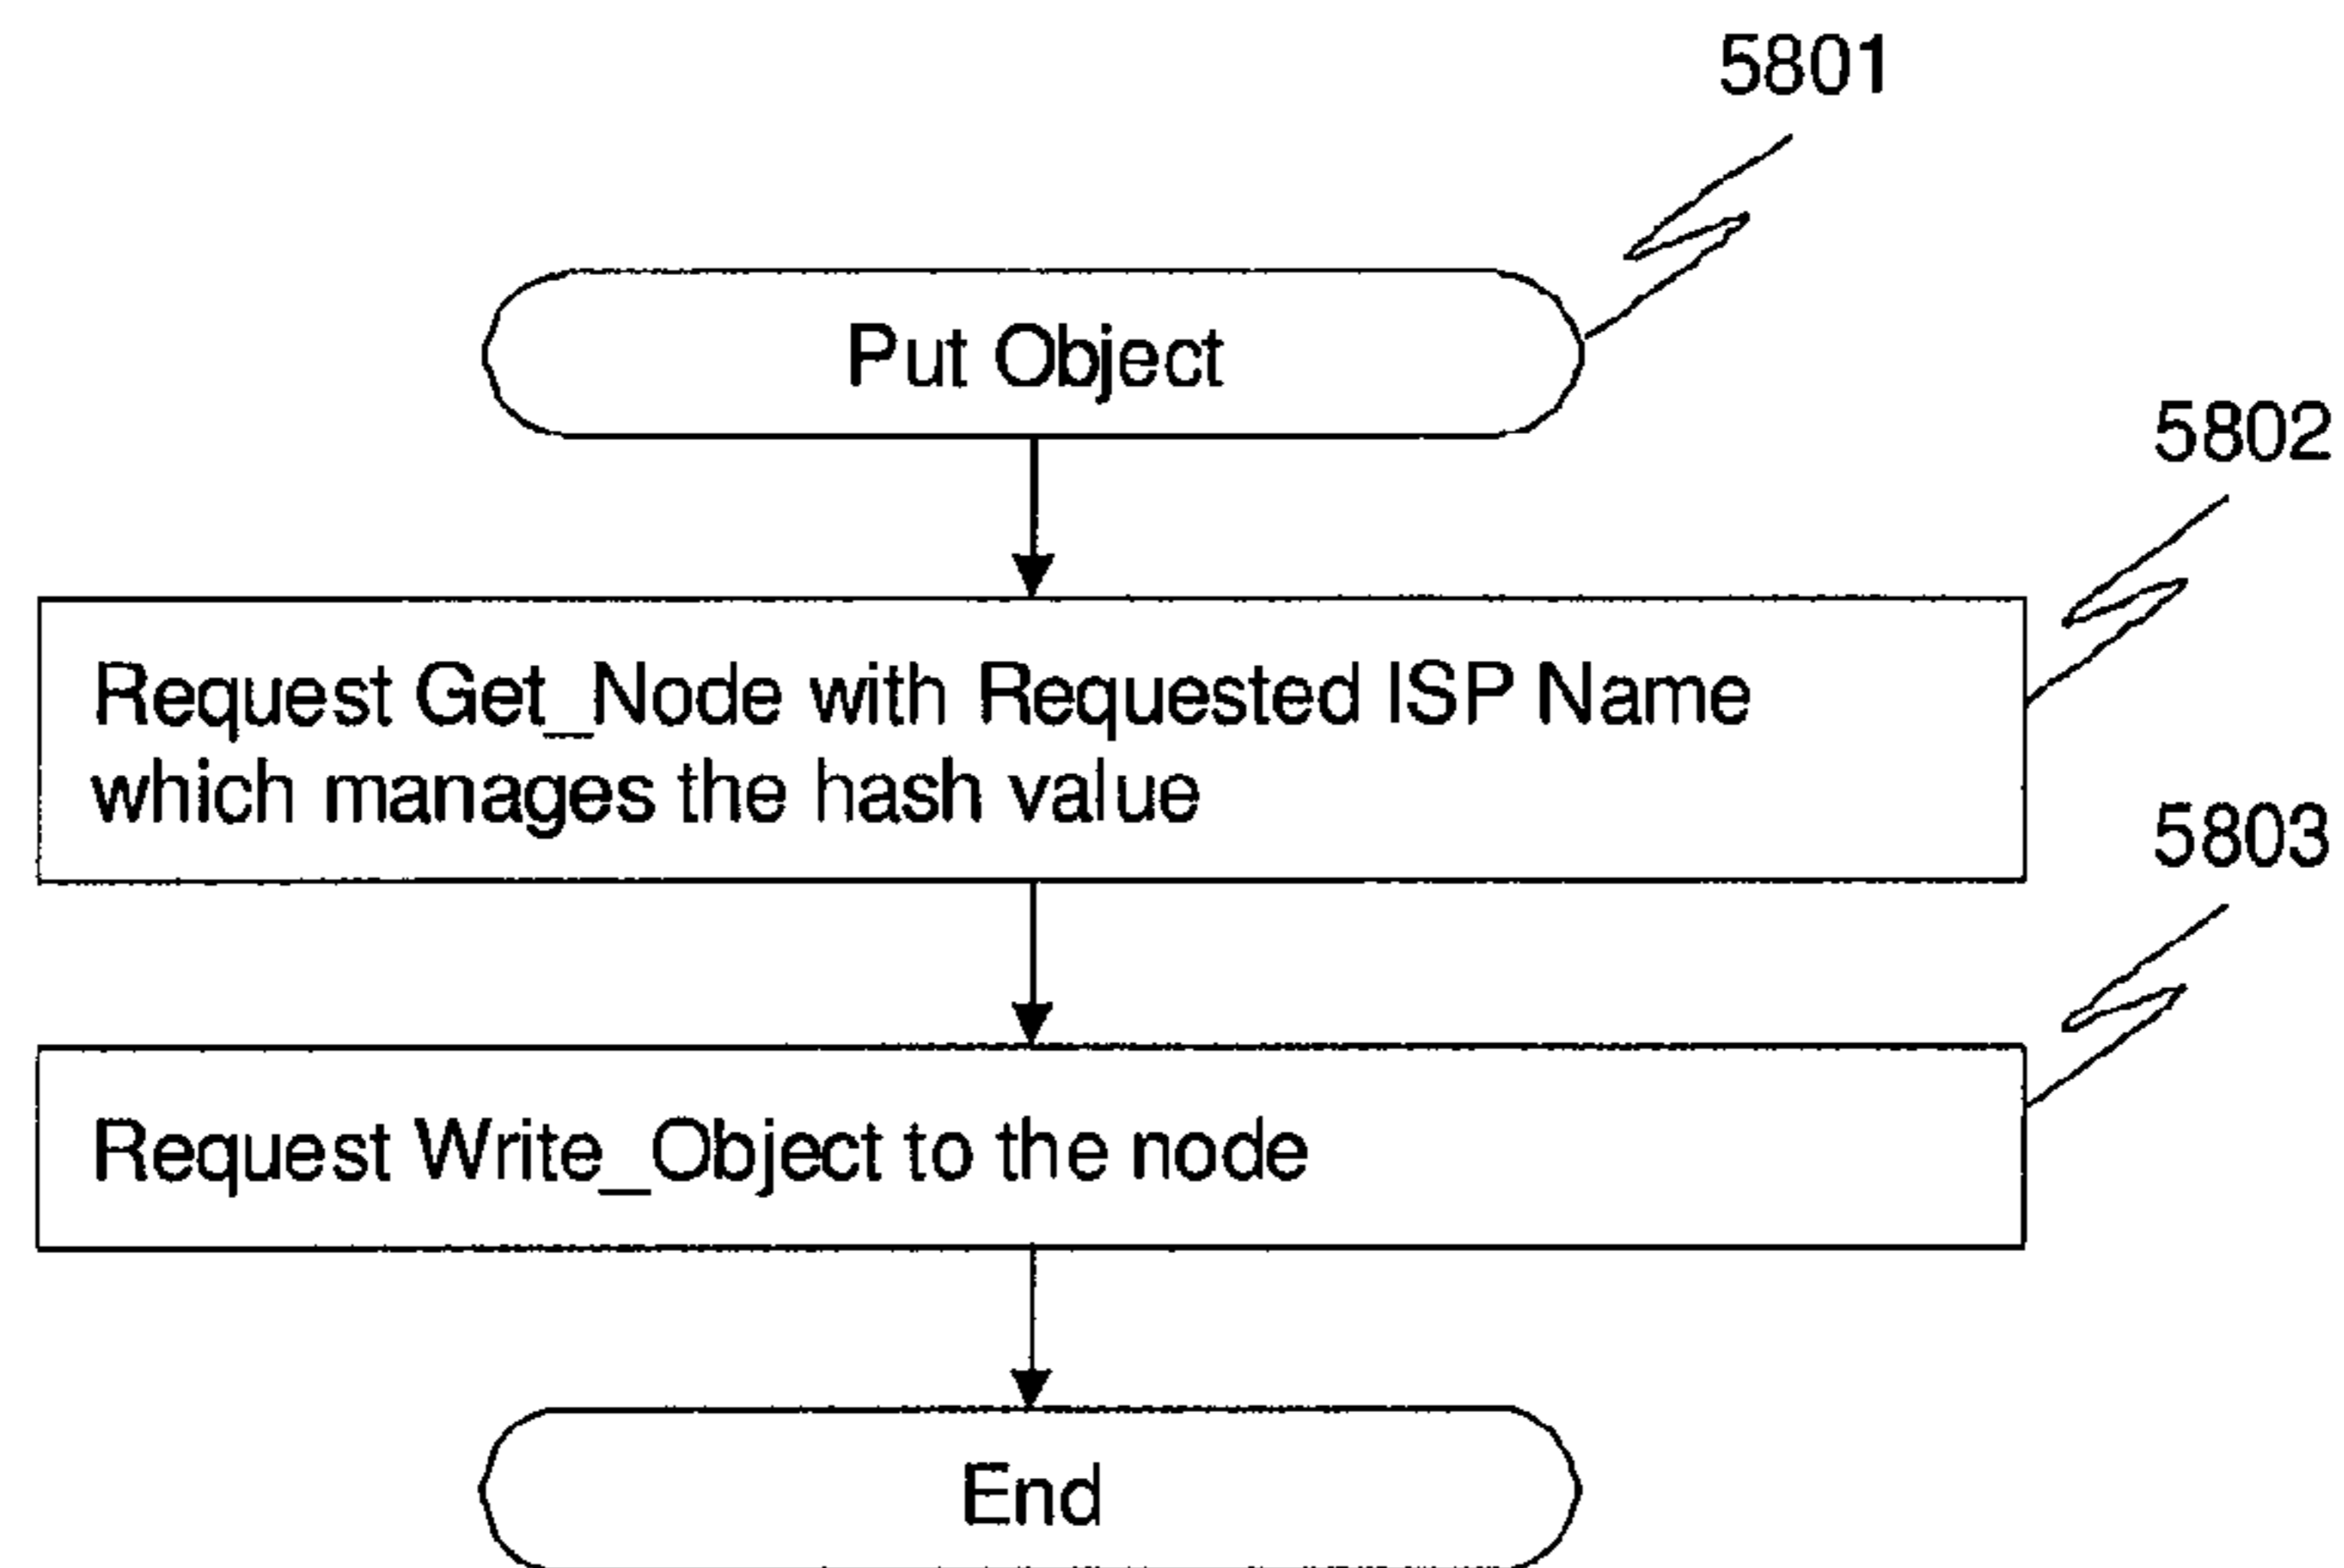 5801
Put Object
5802
Request Get_Node with Requested ISP Name
which manages the hash value
5803
Request Write_Object to the node
End